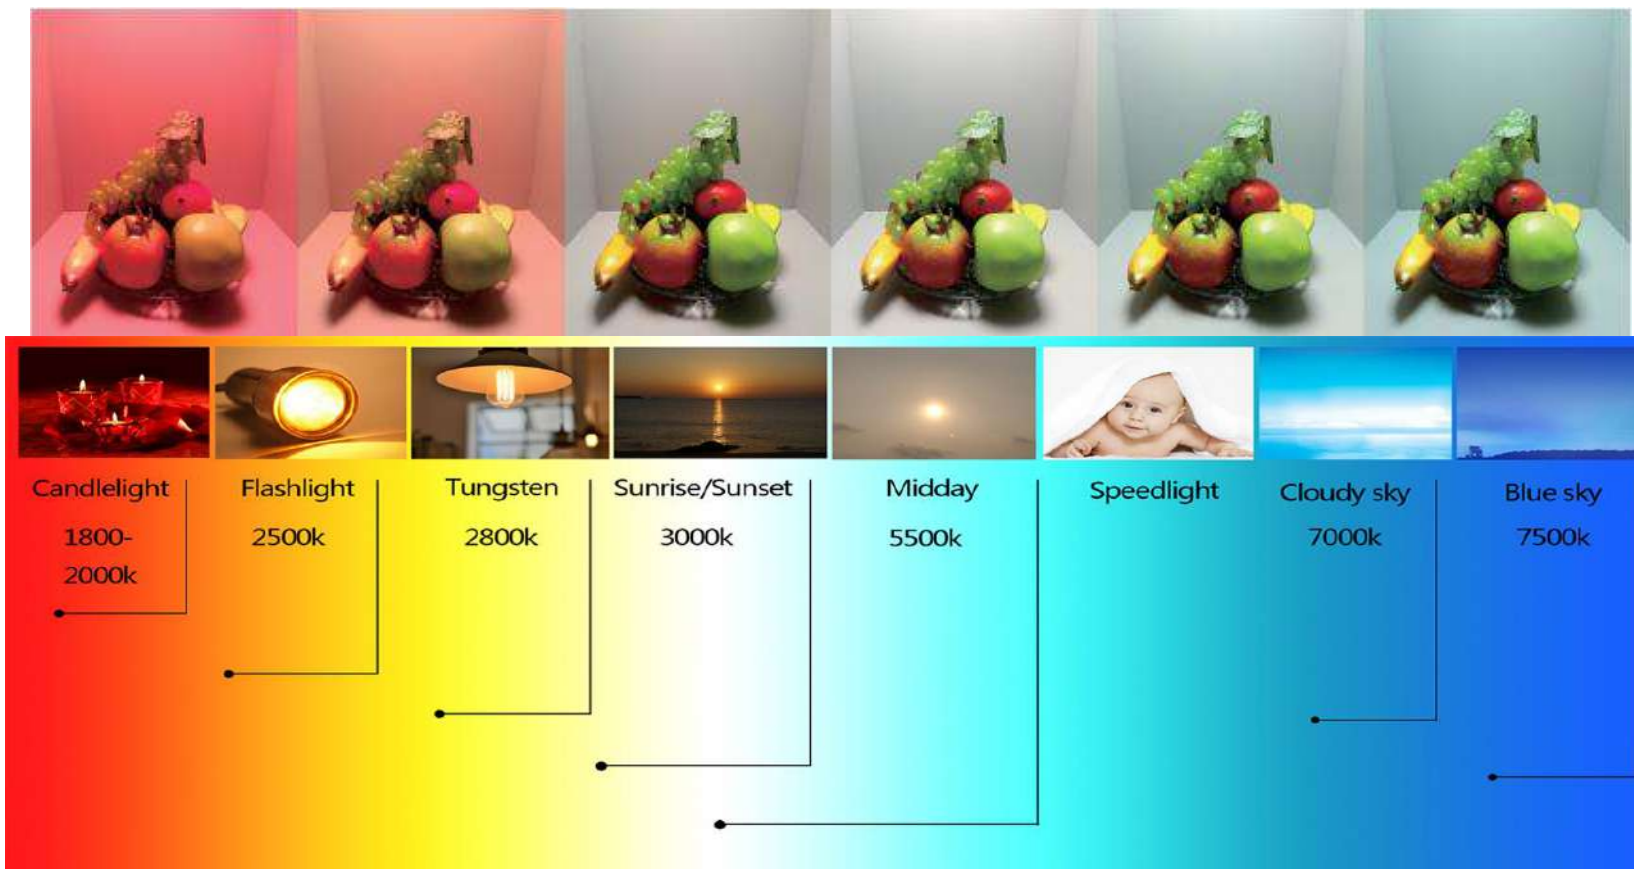 Candlelight
1800-
2000k
Flashlight
2500k
Tungsten
2800k
Sunrise/Sunset
3000k
Midday
5500k
Speedlight
Cloudy sky
7000k
Blue sky
7500k